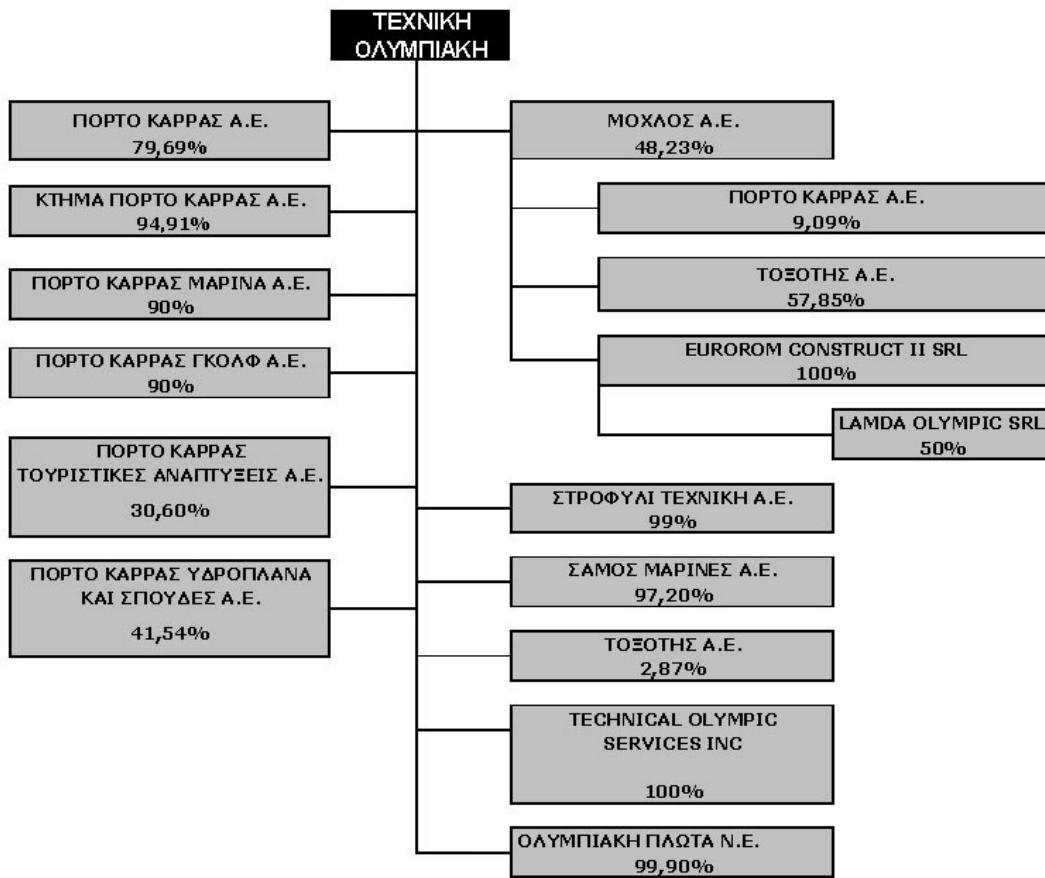 ΤΕΧΝΙΚΗ
ΟΛΥΜΠΙΑΚΗ
ΠΟΡΤΟ ΚΑΡΡΑΣ Α.Ε.
79,69%
ΚΤΗΜΑ ΠΟΡΤΟ ΚΑΡΡΑΣ Α.Ε.
94,91%
ΠΟΡΤΟ ΚΑΡΡΑΣ ΜΑΡΙΝΑ Α.Ε.
90%
ΠΟΡΤΟ ΚΑΡΡΑΣ ΓΚΟΛΦ Α.Ε.
90%
ΠΟΡΤΟ ΚΑΡΡΑΣ
ΤΟΥΡΙΣΤΙΚΕΣ ΑΝΑΠΤΥΞΕΙΣ Α.Ε.
30,60%
ΠΟΡΤΟ ΚΑΡΡΑΣ ΥΔΡΟΠΛΑΝΑ
ΚΑΙ ΣΠΟΥΔΕΣ Α.Ε.
41,54%
ΜΟΧΛΟΣ Α.Ε.
48,23%
ΠΟΡΤΟ ΚΑΡΡΑΣ Α.Ε.
9,09%
ΤΟΞΟΤΗΣ Α.Ε.
57,85%
EUROROM CONSTRUCT II SRL
100%
LAMDA OLYMPIC SRL
50%
ΣΤΡΟΦΥΛΙ ΤΕΧΝΙΚΗ Α.Ε.
99%
ΣΑΜΟΣ ΜΑΡΙΝΕΣ Α.Ε.
97,20%
ΤΟΞΟΤΗΣ Α.Ε.
2,87%
TECHNICAL OLYMPIC
SERVICES INC
100%
ΟΛΥΜΠΙΑΚΗ ΠΛΩΤΑ Ν.Ε.
99,90%